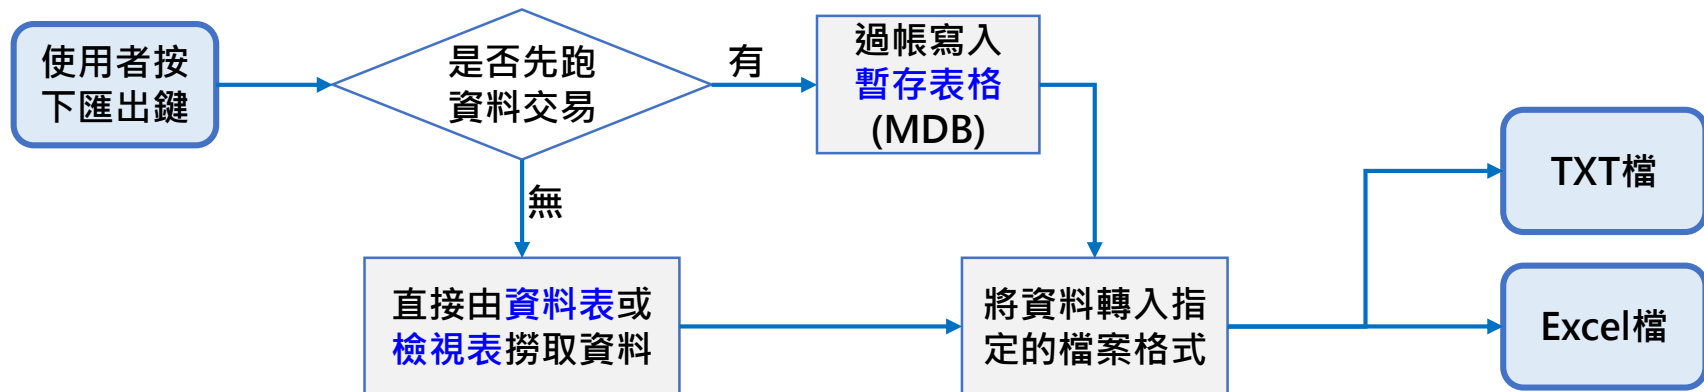 使用者按
下匯出鍵
是否先跑
資料交易
有
過帳寫入
暫存表格
(MDB)
無
直接由資料表或
檢視表撈取資料
將資料轉入指
定的檔案格式
TXT檔
Excel檔